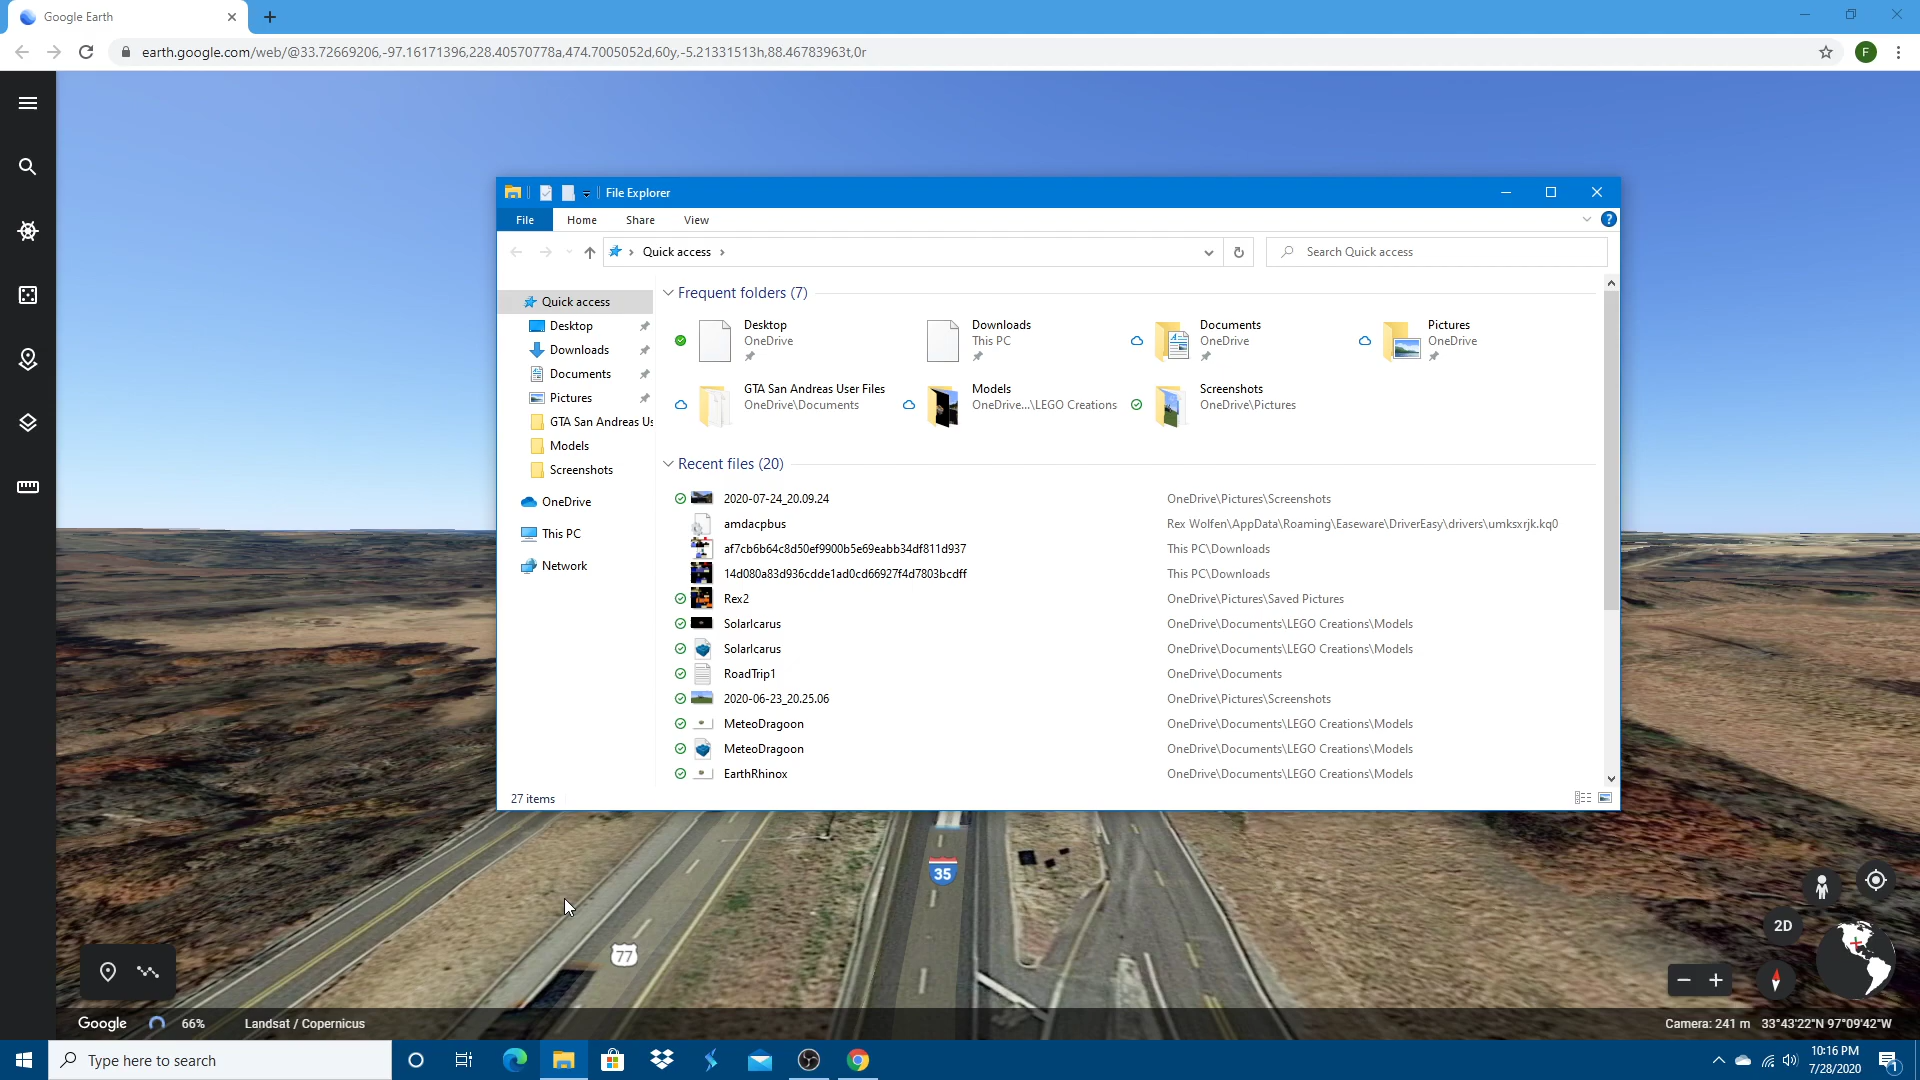 Google Earth
earth.google.com/web/@33.72669206,-97.16171396,228.40570778a,474.7005052d,60y,-5.21331513h,88.46783963t,0r
F
File Explorer
File Home Share View
Quick access
Search Quick access
Quick access
Desktop
Downloads
Documents
Pictures
GTA San Andreas Us
Models
Screenshots
OneDrive
This PC
Network
Frequent folders (7)
Desktop
OneDrive
Downloads
This PC
Documents
OneDrive
Pictures
OneDrive
GTA San Andreas User Files
OneDrive\Documents
Models
OneDrive...\LEGO Creations
Screenshots
OneDrive\Pictures
Recent files (20)
2020-07-24_20.09.24 OneDrive\Pictures\Screenshots
amdacpbus Rex Wolfen\AppData\Roaming\Easeware\DriverEasy\drivers\umksxrjk.kq0
af7cb6b64c8d50ef9900b5e69eabb34df811d937 This PC\Downloads
14d080a83d936cdde1ad0cd66927f4d7803bcdff This PC\Downloads
Rex2 OneDrive\Pictures\Saved Pictures
SolarIcarus OneDrive\Documents\LEGO Creations\Models
SolarIcarus OneDrive\Documents\LEGO Creations\Models
RoadTrip1 OneDrive\Documents
2020-06-23_20.25.06 OneDrive\Pictures\Screenshots
MeteoDragoon OneDrive\Documents\LEGO Creations\Models
MeteoDragoon OneDrive\Documents\LEGO Creations\Models
EarthRhinox OneDrive\Documents\LEGO Creations\Models
27 items
35
77
2D
Google 66% Landsat / Copernicus
Camera: 241 m 33°43'22"N 97°09'42"W
Type here to search
10:16 PM
7/28/2020
1